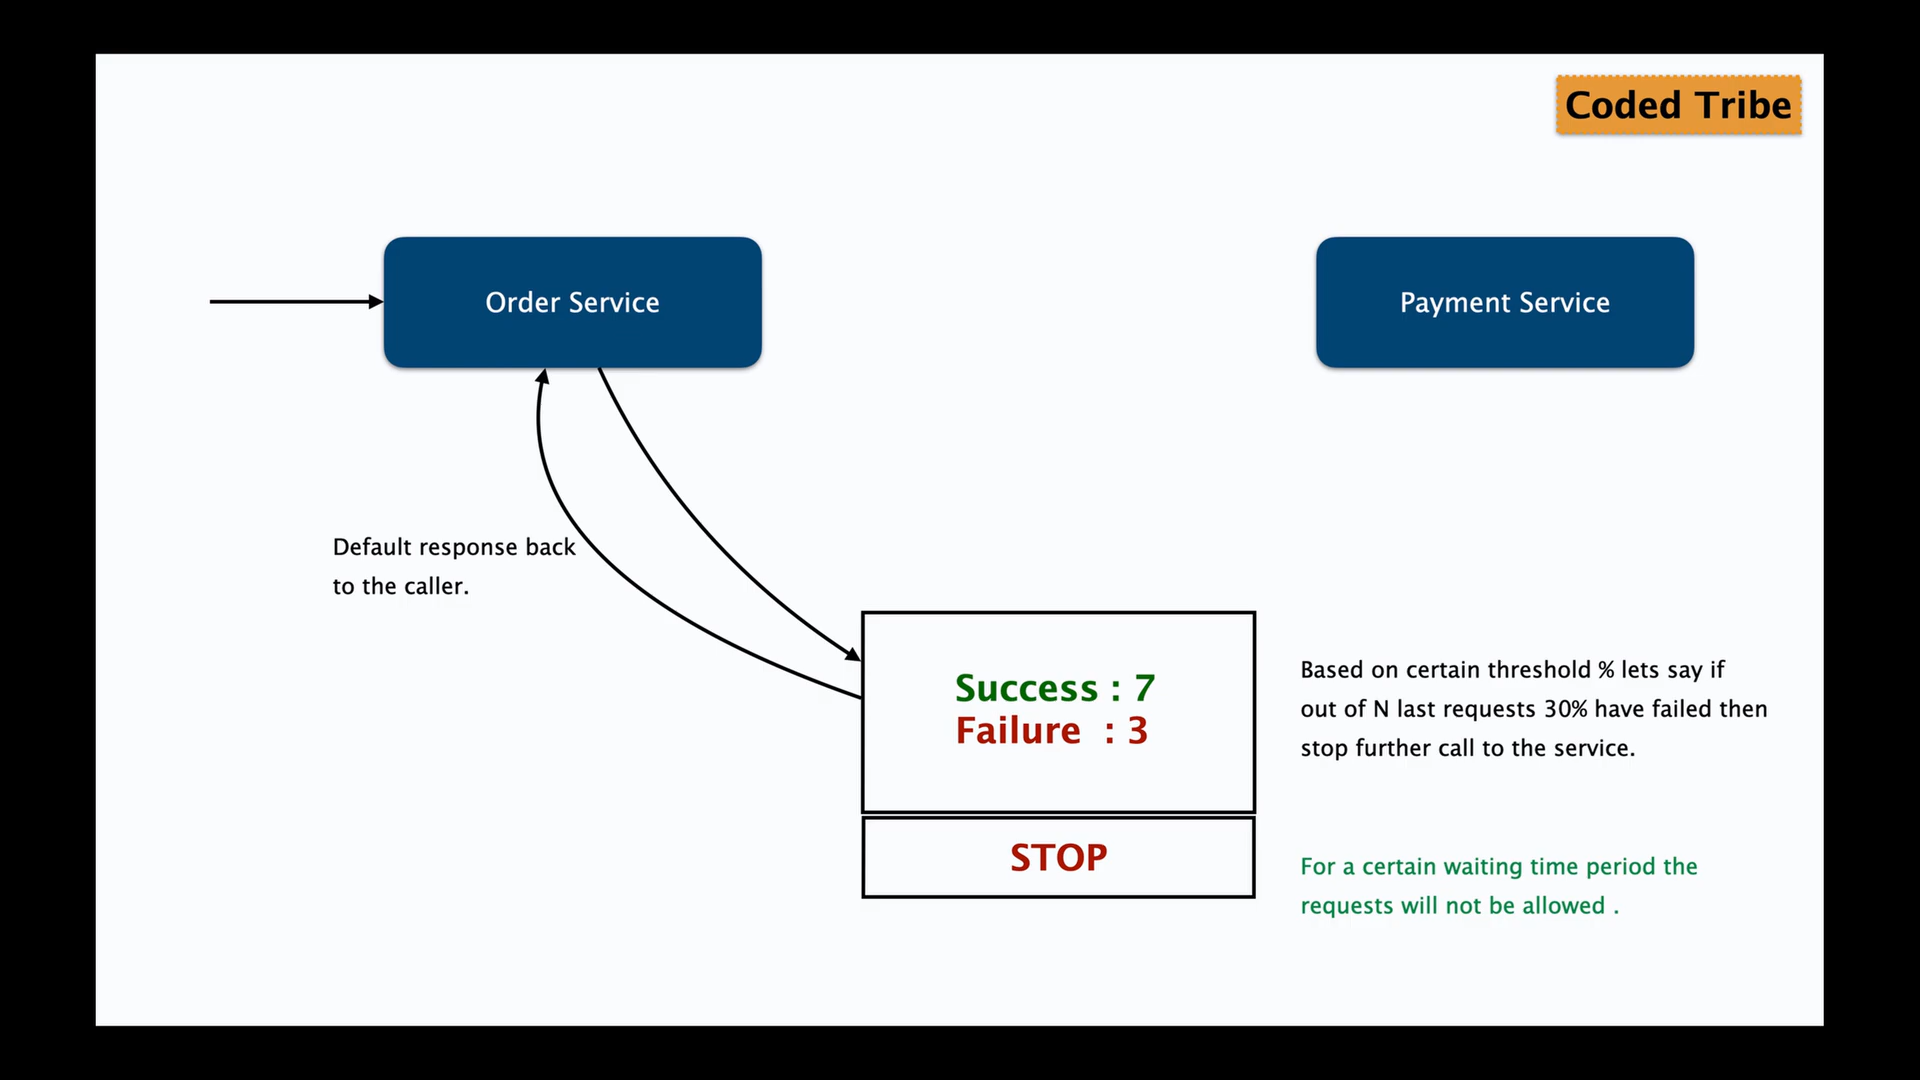 Coded Tribe
Order Service
Payment Service
Default response back
to the caller.
Success : 7
Failure : 3
Based on certain threshold % lets say if
out of N last requests 30% have failed then
stop further call to the service.
STOP
For a certain waiting time period the
requests will not be allowed .